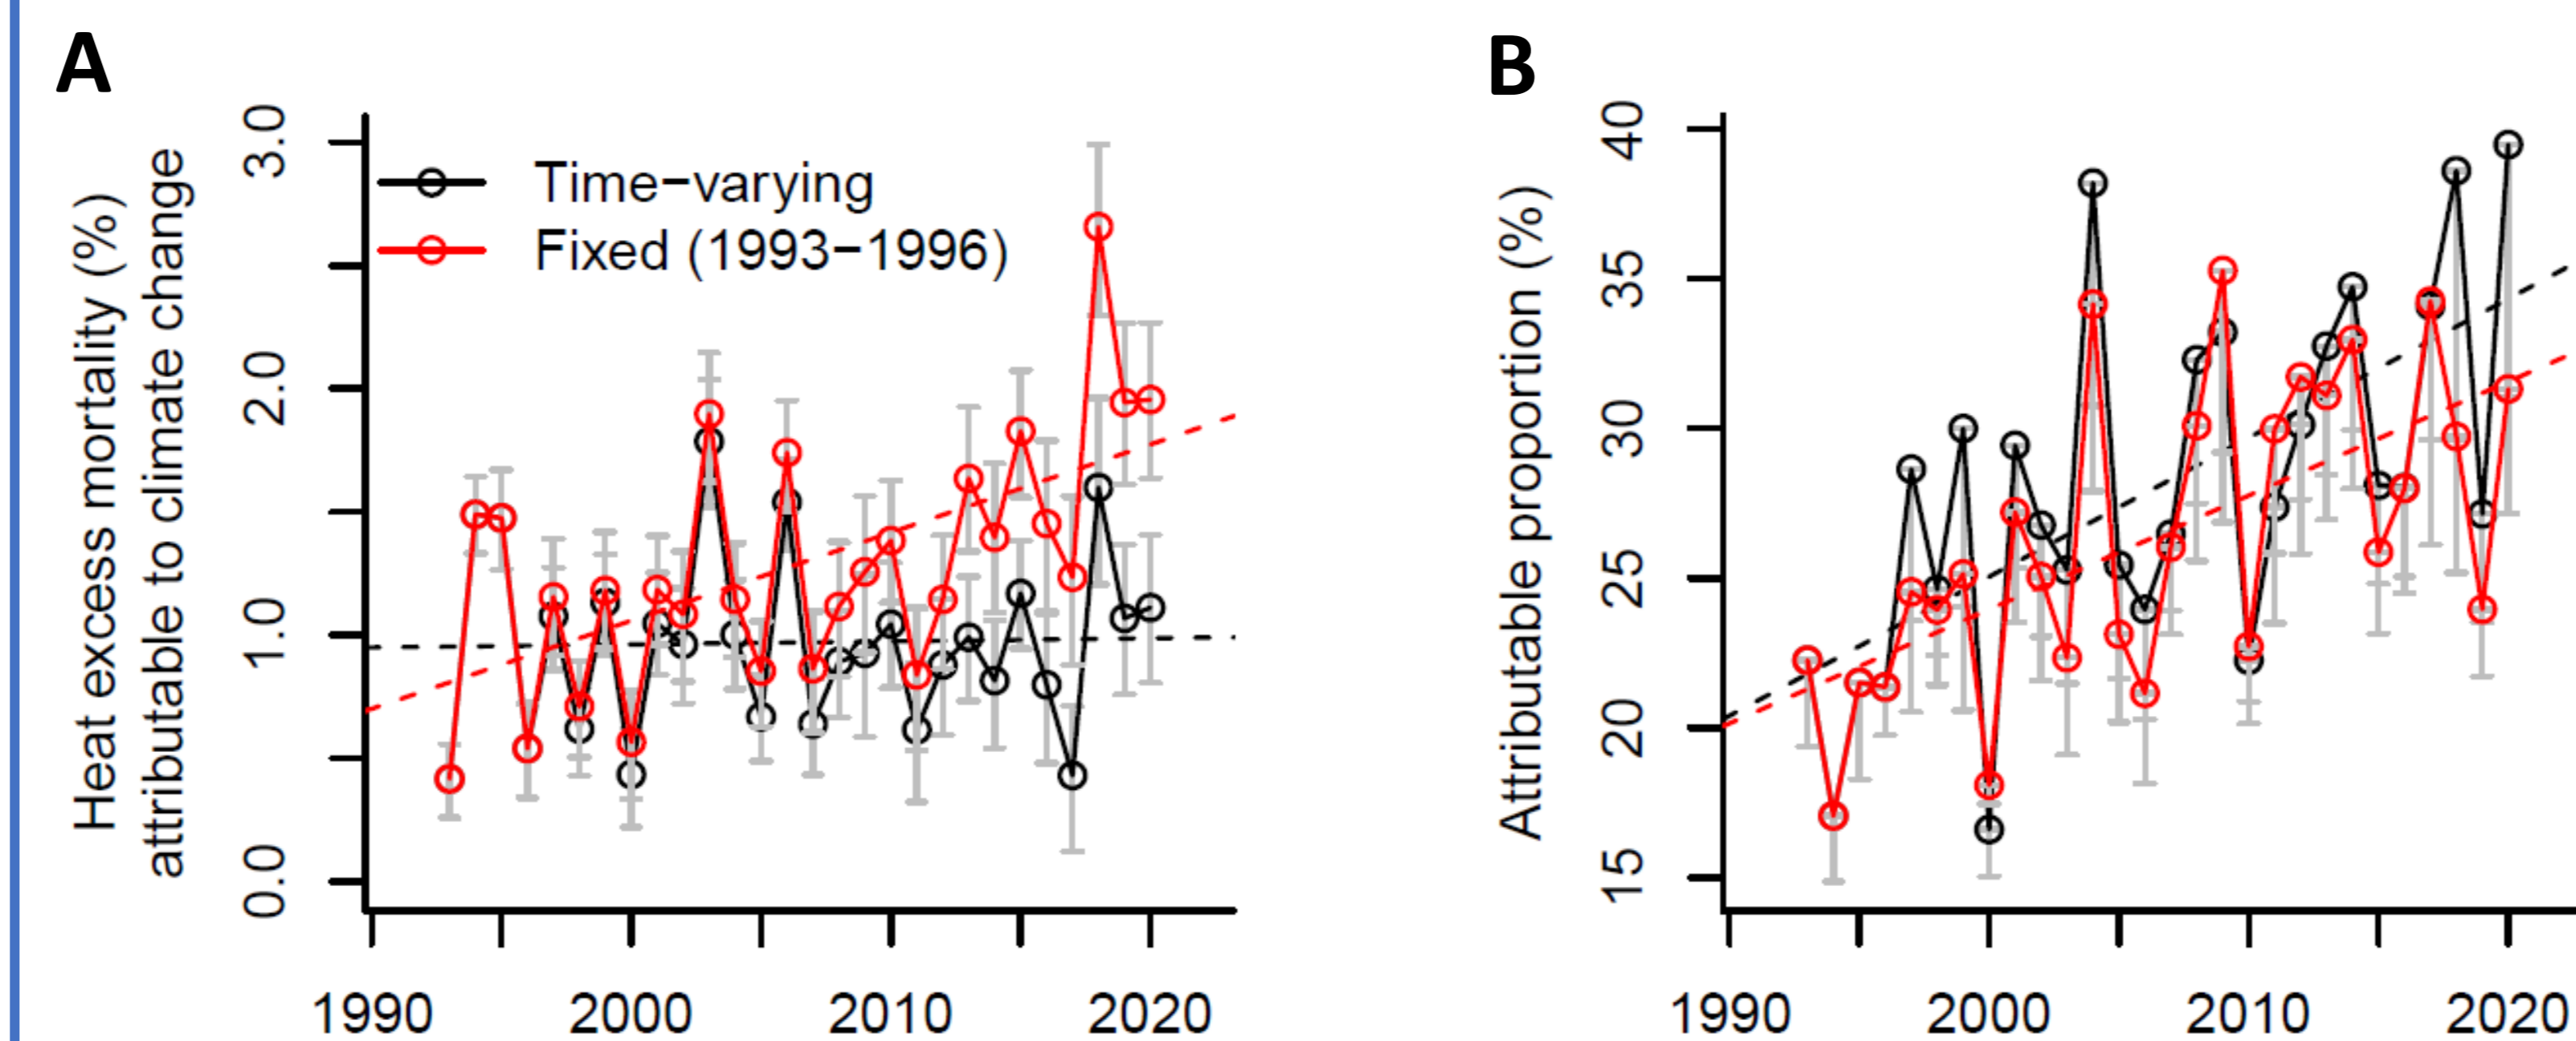 A
Heat excess mortality (%)
attributable to climate change
3.0
2.0
1.0
0.0
Time−varying
Fixed (1993−1996)
1990 2000 2010 2020
B
Attributable proportion (%)
40
35
30
25
20
15
1990 2000 2010 2020